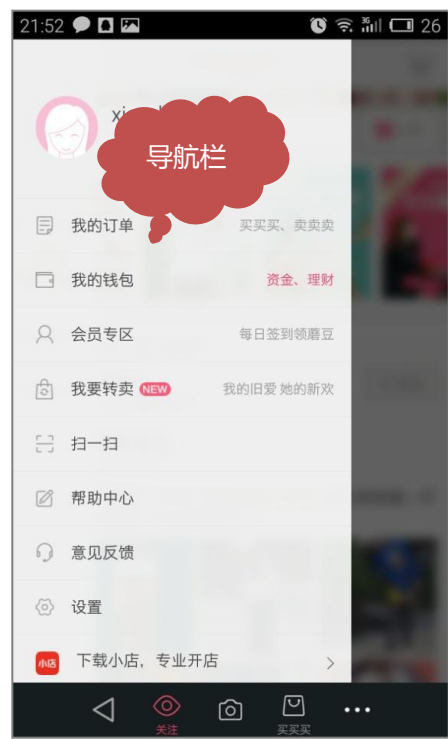 21:52 3G 26
导航栏
我的订单 买买买、卖卖卖
我的钱包 资金、理财
会员专区 每日签到领蘑豆
我要转卖 NEW 我的旧爱 她的新欢
扫一扫
帮助中心
意见反馈
设置
小店 下载小店，专业开店
关注 买买买